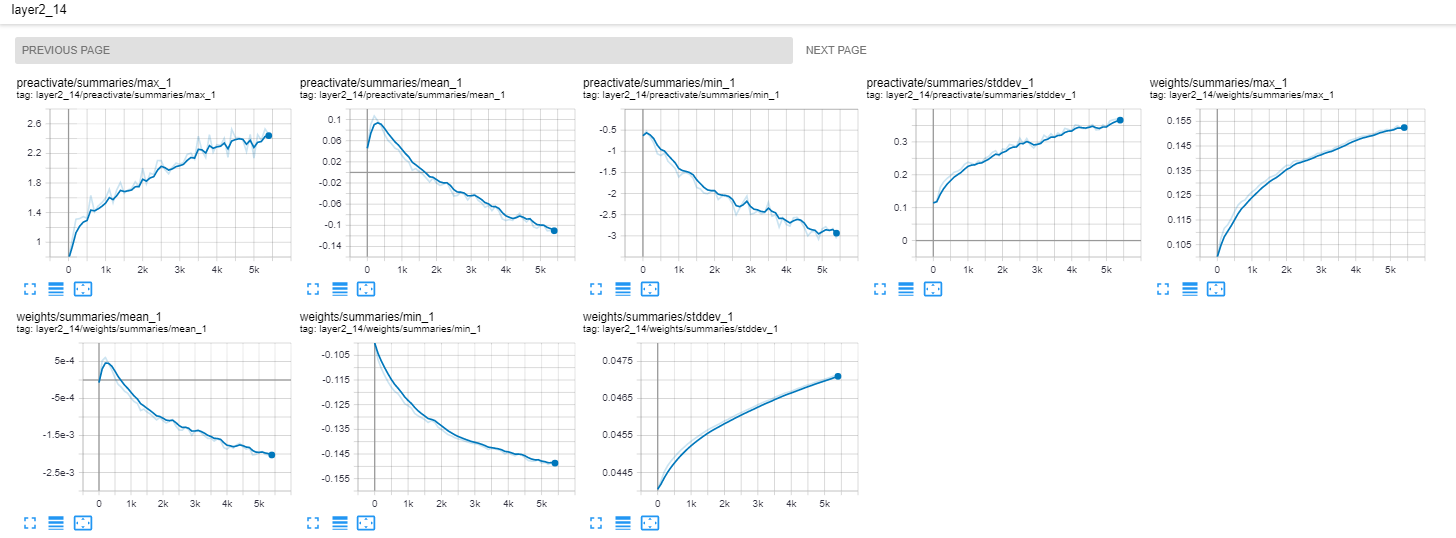 layer2_14
PREVIOUS PAGE NEXT PAGE
preactivate/summaries/max_1
tag: layer2_14/preactivate/summaries/max_1
2.6
2.2
1.8
1.4
1
0 1k 2k 3k 4k 5k
preactivate/summaries/mean_1
tag: layer2_14/preactivate/summaries/mean_1
0.1
0.06
0.02
-0.02
-0.06
-0.1
-0.14
0 1k 2k 3k 4k 5k
preactivate/summaries/min_1
tag: layer2_14/preactivate/summaries/min_1
-0.5
-1
-1.5
-2
-2.5
-3
0 1k 2k 3k 4k 5k
preactivate/summaries/stddev_1
tag: layer2_14/preactivate/summaries/stddev_1
0.3
0.2
0.1
0
0 1k 2k 3k 4k 5k
weights/summaries/max_1
tag: layer2_14/weights/summaries/max_1
0.155
0.145
0.135
0.125
0.115
0.105
0 1k 2k 3k 4k 5k
weights/summaries/mean_1
tag: layer2_14/weights/summaries/mean_1
5e-4
-5e-4
-1.5e-3
-2.5e-3
0 1k 2k 3k 4k 5k
weights/summaries/min_1
tag: layer2_14/weights/summaries/min_1
-0.105
-0.115
-0.125
-0.135
-0.145
-0.155
0 1k 2k 3k 4k 5k
weights/summaries/stddev_1
tag: layer2_14/weights/summaries/stddev_1
0.0475
0.0465
0.0455
0.0445
0 1k 2k 3k 4k 5k